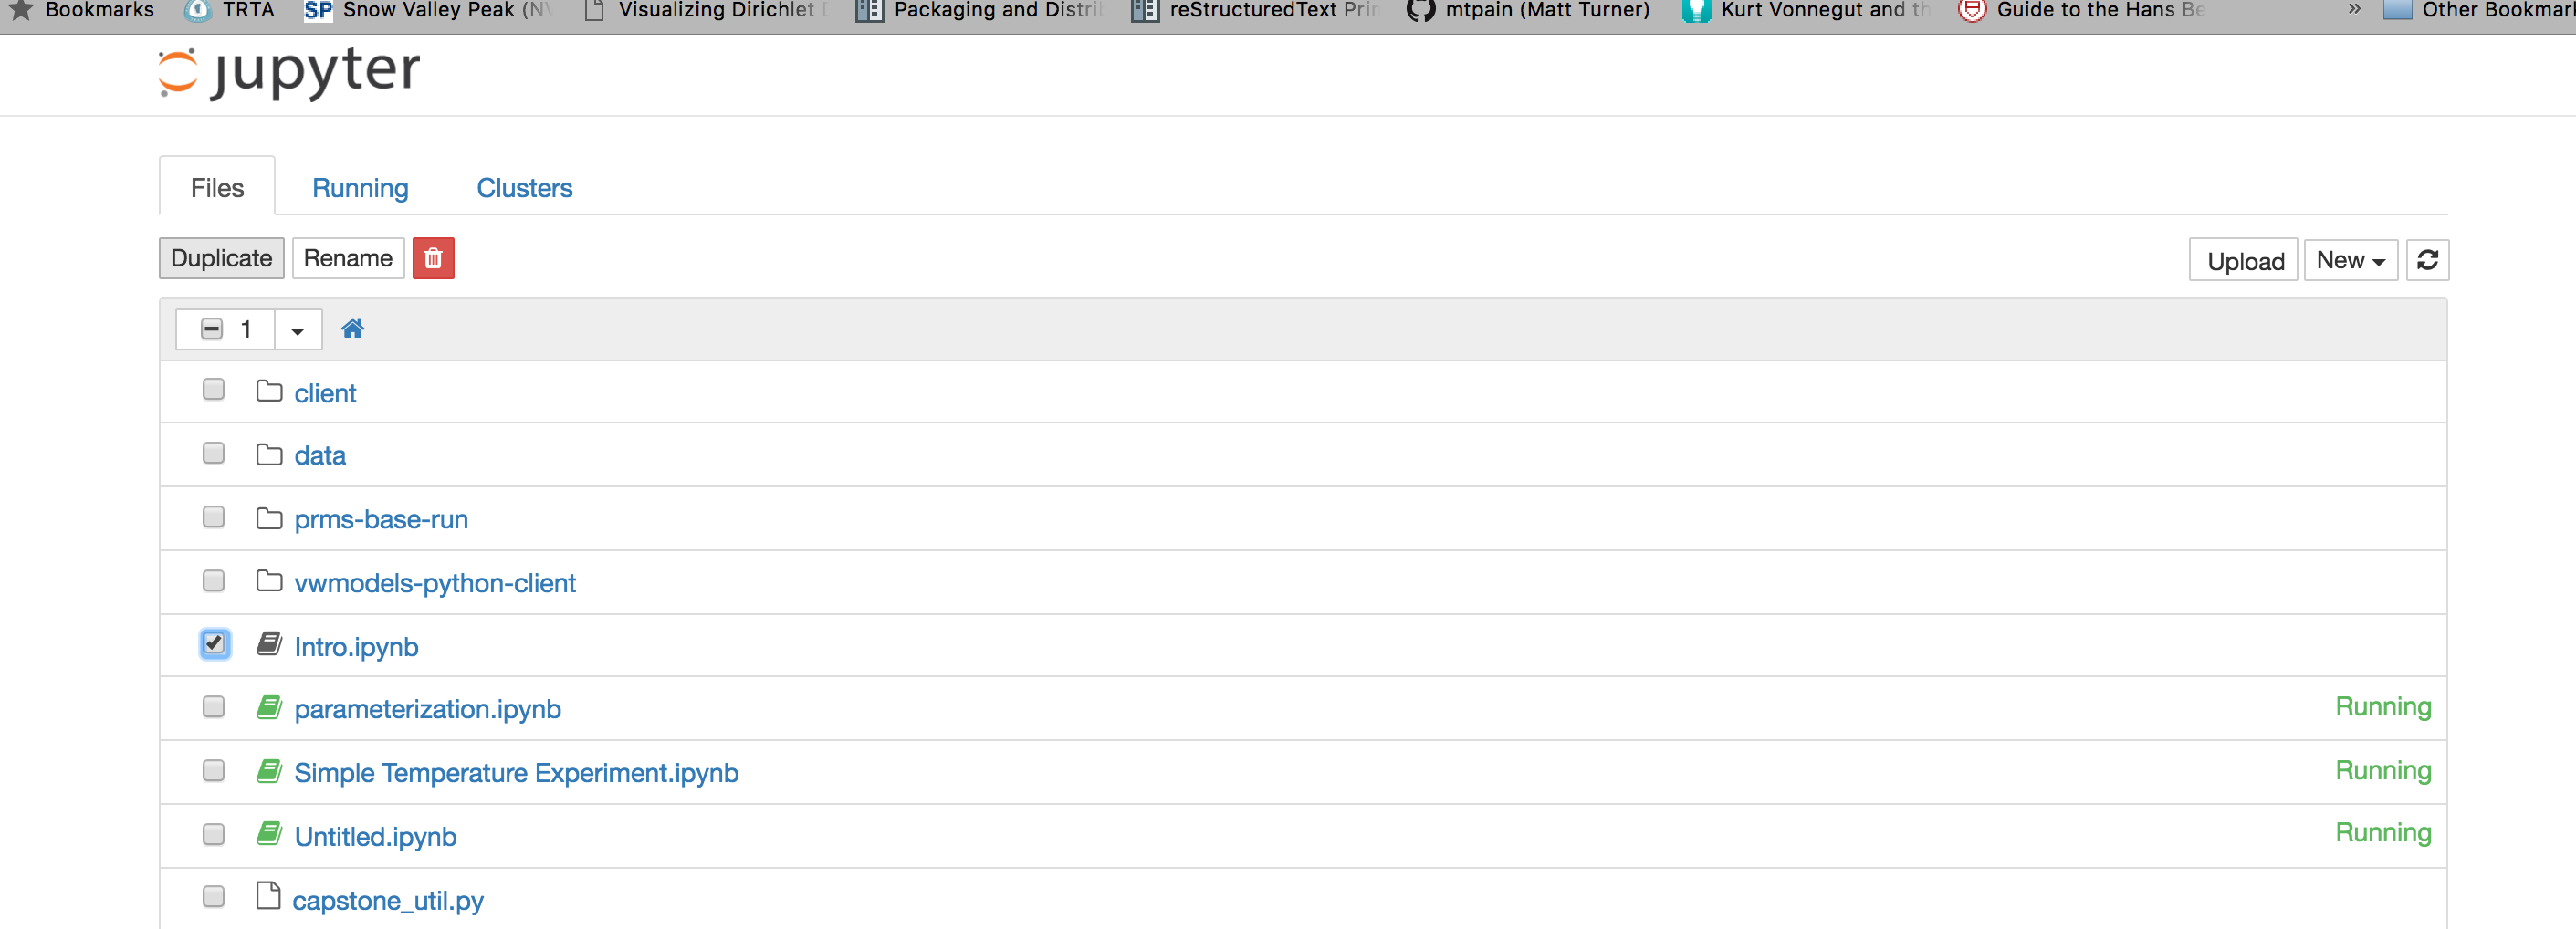 Bookmarks TRTA SP Snow Valley Peak (NV Visualizing Dirichlet Packaging and Distri reStructuredText Prin mtpain (Matt Turner) Kurt Vonnegut and th Guide to the Hans Be » Other Bookmark
jupyter
Files Running Clusters
Duplicate Rename Upload New
1
client
data
prms-base-run
vwmodels-python-client
Intro.ipynb
parameterization.ipynb Running
Simple Temperature Experiment.ipynb Running
Untitled.ipynb Running
capstone_util.py